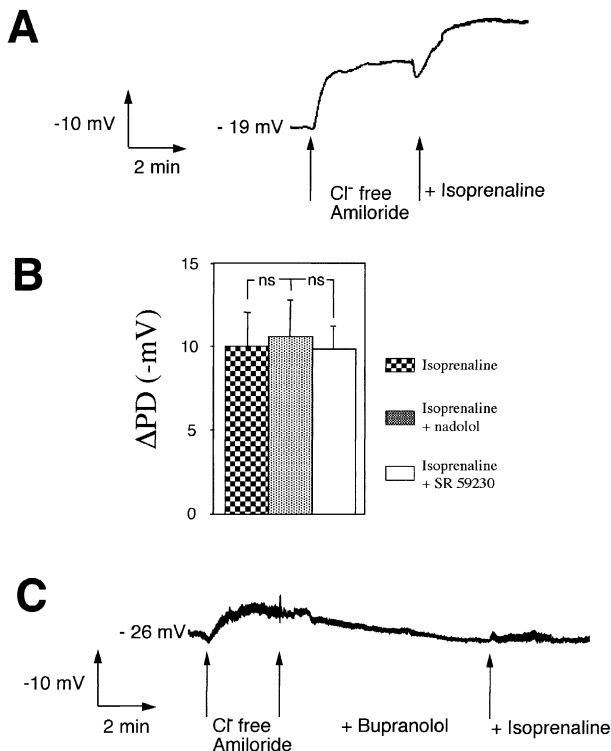 A
-10 mV
2 min
- 19 mV
Cl⁻ free
Amiloride
+ Isoprenaline
B
ΔPD (-mV)
15
10
5
0
ns
ns
Isoprenaline
Isoprenaline
+ nadolol
Isoprenaline
+ SR 59230
C
- 26 mV
-10 mV
2 min
Cl⁻ free
Amiloride
+ Bupranolol
+ Isoprenaline